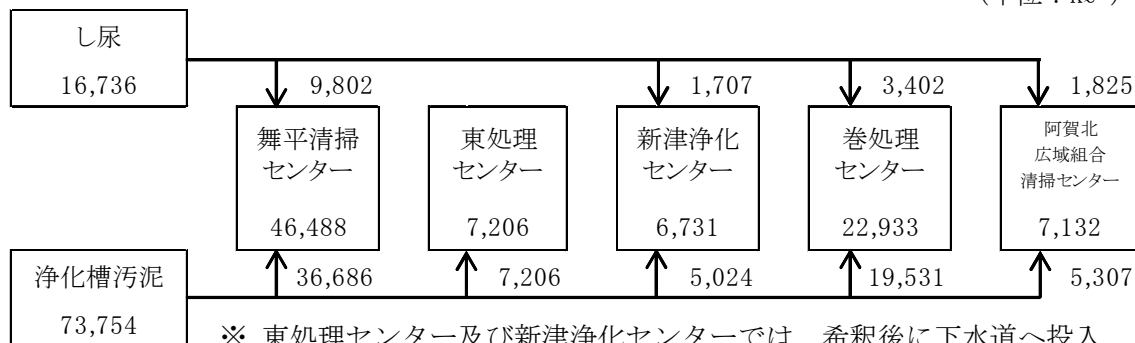 し尿
16,736
9,802
1,707
3,402
1,825
舞平清掃
センター
46,488
東処理
センター
7,206
新津浄化
センター
6,731
巻処理
センター
22,933
阿賀北
広域組合
清掃センター
7,132
浄化槽汚泥
73,754
36,686
7,206
5,024
19,531
5,307
※ 東処理センター及び新津浄化センターでは、希釈後に下水道へ投入